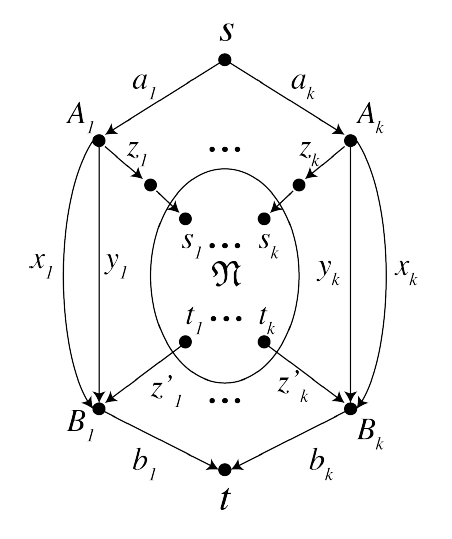 s
a1 ak
A1 Ak
z1 ... zk
s1 ... sk
x1 y1 𝔑 yk xk
t1 ... tk
z'1 ... z'k
B1 Bk
b1 bk
t